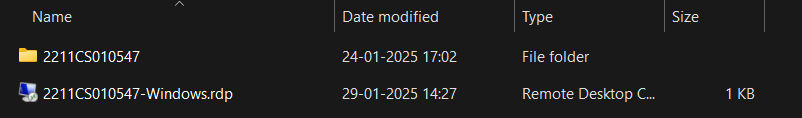 Name Date modified Type Size
2211CS010547 24-01-2025 17:02 File folder
2211CS010547-Windows.rdp 29-01-2025 14:27 Remote Desktop C... 1 KB